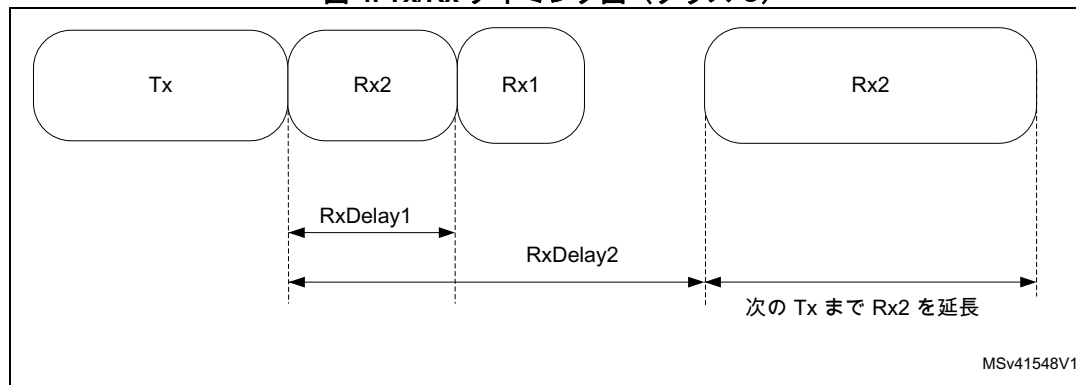 Tx
Rx2
Rx1
Rx2
RxDelay1
RxDelay2
次の Tx まで Rx2 を延長
MSv41548V1